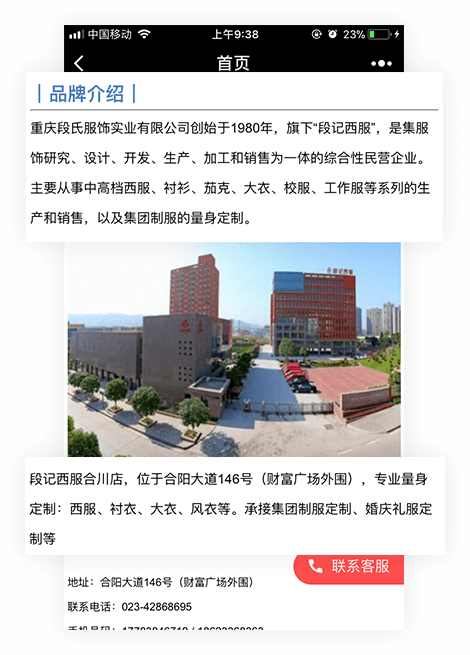 中国移动
上午9:38
23%
首页
｜品牌介绍｜
重庆段氏服饰实业有限公司创始于1980年，旗下“段记西服”，是集服
饰研究、设计、开发、生产、加工和销售为一体的综合性民营企业。
主要从事中高档西服、衬衫、茄克、大衣、校服、工作服等系列的生
产和销售，以及集团制服的量身定制。
段记西服
段记西服合川店，位于合阳大道146号（财富广场外围），专业量身
定制：西服、衬衣、大衣、风衣等。承接集团制服定制、婚庆礼服定
制等
联系客服
地址：合阳大道146号（财富广场外围）
联系电话：023-42868695